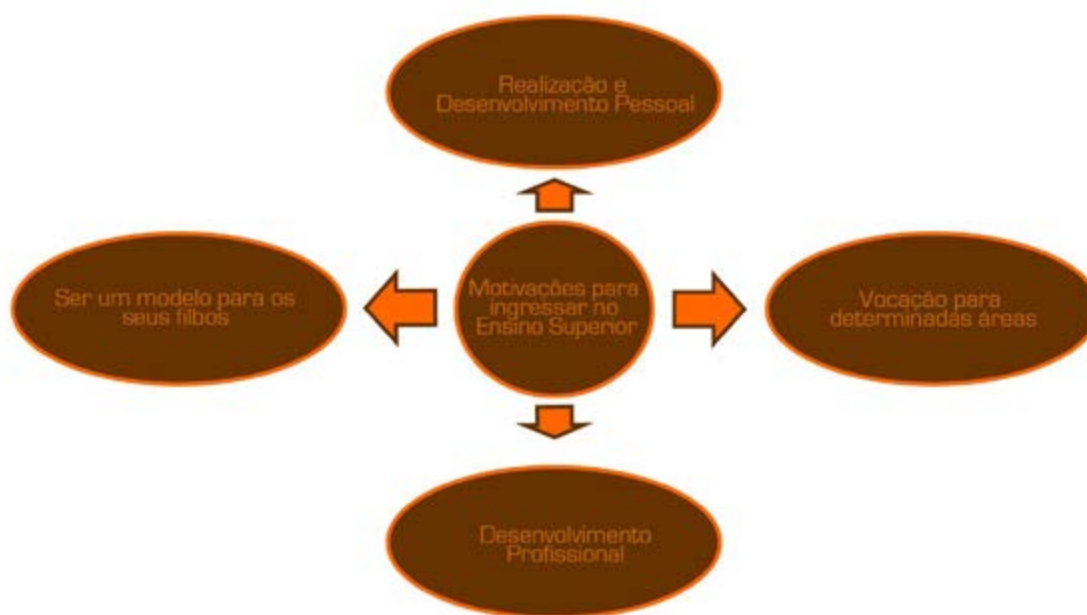 Realização e
Desenvolvimento Pessoal
Ser um modelo para os
seus filbos
Motivações para
ingressar no
Ensino Superior
Vocação para
determinadas áreas
Desenvolvimento
Profissional